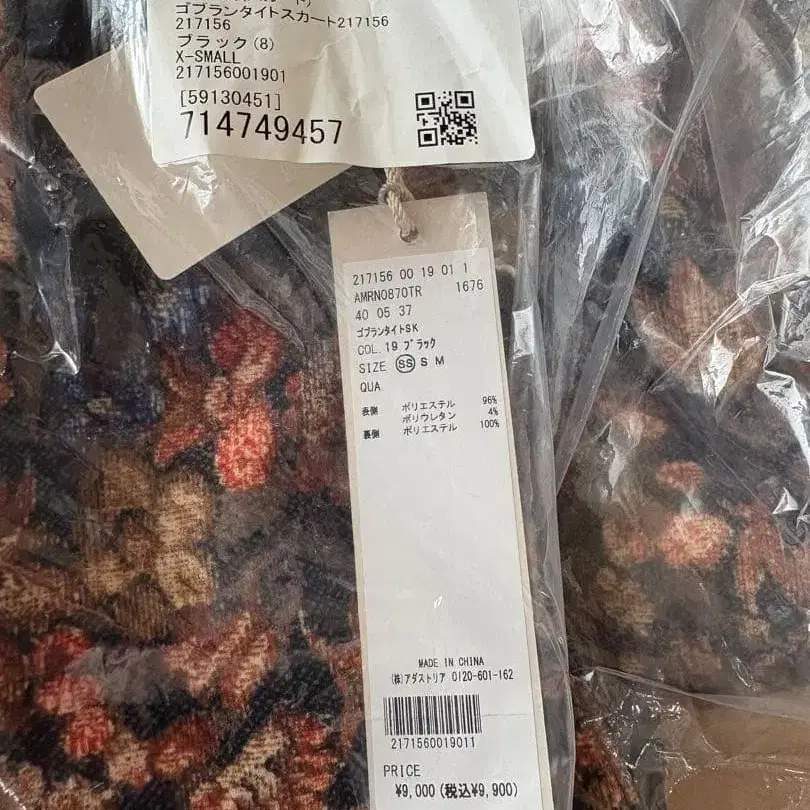 ゴブランタイトスカート217156
217156
ブラック(8)
X-SMALL
217156001901
[59130451]
714749457
217156 00 19 01 1
AMRN0870TR 1676
40 05 37
ゴブランタイトSK
COL.19 ブラック
SIZE SS S M
QUA
表側 ポリエステル 96%
ポリウレタン 4%
裏側 ポリエステル 100%
MADE IN CHINA
(株)アダストリア 0120-601-162
2171560019011
PRICE
¥9,000(税込¥9,900)